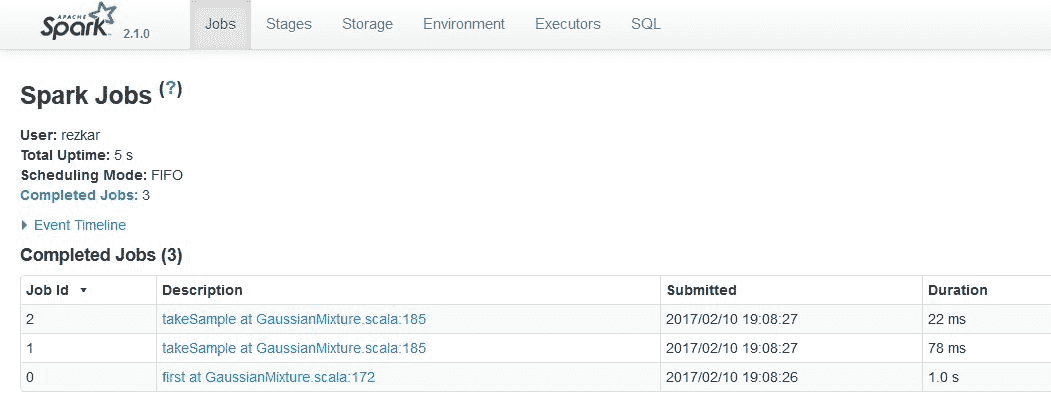 APACHE
Spark 2.1.0 Jobs Stages Storage Environment Executors SQL
Spark Jobs (?)
User: rezkar
Total Uptime: 5 s
Scheduling Mode: FIFO
Completed Jobs: 3
Event Timeline
Completed Jobs (3)
Job Id Description Submitted Duration
2 takeSample at GaussianMixture.scala:185 2017/02/10 19:08:27 22 ms
1 takeSample at GaussianMixture.scala:185 2017/02/10 19:08:27 78 ms
0 first at GaussianMixture.scala:172 2017/02/10 19:08:26 1.0 s